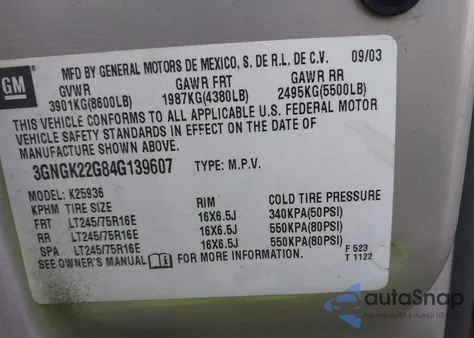 GM
MFD BY GENERAL MOTORS DE MEXICO, S. DE R.L. DE C.V. 09/03
GVWR GAWR FRT GAWR RR
3901KG(8600LB) 1987KG(4380LB) 2495KG(5500LB)
THIS VEHICLE CONFORMS TO ALL APPLICABLE U.S. FEDERAL MOTOR
VEHICLE SAFETY STANDARDS IN EFFECT ON THE DATE OF
MANUFACTURE SHOWN ABOVE.
3GNGK22G84G139607 TYPE: M.P.V.
MODEL: K25936
KPHM TIRE SIZE RIM COLD TIRE PRESSURE
FRT LT245/75R16E 16X6.5J 340KPA(50PSI)
RR LT245/75R16E 16X6.5J 550KPA(80PSI)
SPA LT245/75R16E 16X6.5J 550KPA(80PSI)
SEE OWNER'S MANUAL FOR MORE INFORMATION.
F 523
T 1122
autoSnap